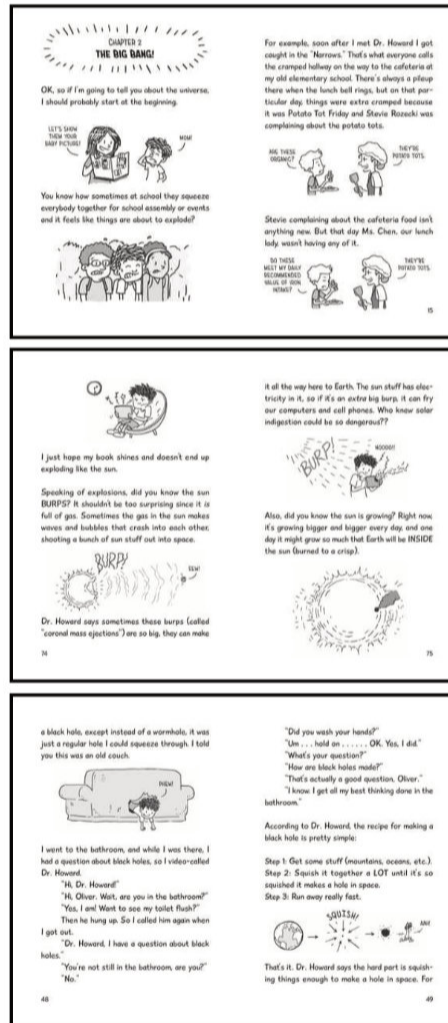 CHAPTER 2
THE BIG BANG!
OK, so if I'm going to tell you about the universe,
I should probably start at the beginning.
LET'S SHOW
THEM YOUR
BABY PICTURE!
MOM!
You know how sometimes at school they squeeze
everybody together for school assembly or events
and it feels like things are about to explode?
For example, soon after I met Dr. Howard I got
caught in the "Narrows." That's what everyone calls
the cramped hallway on the way to the cafeteria at
my old elementary school. There's always a pileup
there when the lunch bell rings, but on that par-
ticular day, things were extra cramped because
it was Potato Tot Friday and Stevie Rozecki was
complaining about the potato tots.
ARE THESE
ORGANIC?
THEY'RE
POTATO TOTS.
Stevie complaining about the cafeteria food isn't
anything new. But that day Ms. Chen, our lunch
lady, wasn't having any of it.
DO THESE
MEET MY DAILY
RECOMMENDED
VALUE OF IRON
INTAKE?
THEY'RE
POTATO TOTS.
15
I just hope my book shines and doesn't end up
exploding like the sun.
Speaking of explosions, did you know the sun
BURPS? It shouldn't be too surprising since it is
full of gas. Sometimes the gas in the sun makes
waves and bubbles that crash into each other,
shooting a bunch of sun stuff out into space.
BURP!
EEW!
Dr. Howard says sometimes these burps (called
"coronal mass ejections") are so big, they can make
74
it all the way here to Earth. The sun stuff has elec-
tricity in it, so if it's an extra big burp, it can fry
our computers and cell phones. Who knew solar
indigestion could be so dangerous??
BURP!
NOOOO!!
Also, did you know the sun is growing? Right now,
it's growing bigger and bigger every day, and one
day it might grow so much that Earth will be INSIDE
the sun (burned to a crisp).
75
a black hole, except instead of a wormhole, it was
just a regular hole I could squeeze through. I told
you this was an old couch.
PHEW!
I went to the bathroom, and while I was there, I
had a question about black holes, so I video-called
Dr. Howard.
"Hi, Dr. Howard!"
"Hi, Oliver. Wait, are you in the bathroom?"
"Yes, I am! Want to see my toilet flush?"
Then he hung up. So I called him again when
I got out.
"Dr. Howard, I have a question about black
holes."
"You're not still in the bathroom, are you?"
"No."
48
"Did you wash your hands?"
"Um . . . hold on . . . . . . OK. Yes, I did."
"What's your question?"
"How are black holes made?"
"That's actually a good question, Oliver."
"I know. I get all my best thinking done in the
bathroom."
According to Dr. Howard, the recipe for making a
black hole is pretty simple:
Step 1: Get some stuff (mountains, oceans, etc.).
Step 2: Squish it together a LOT until it's so
squished it makes a hole in space.
Step 3: Run away really fast.
SQUISH!
That's it. Dr. Howard says the hard part is squish-
ing things enough to make a hole in space. For
49